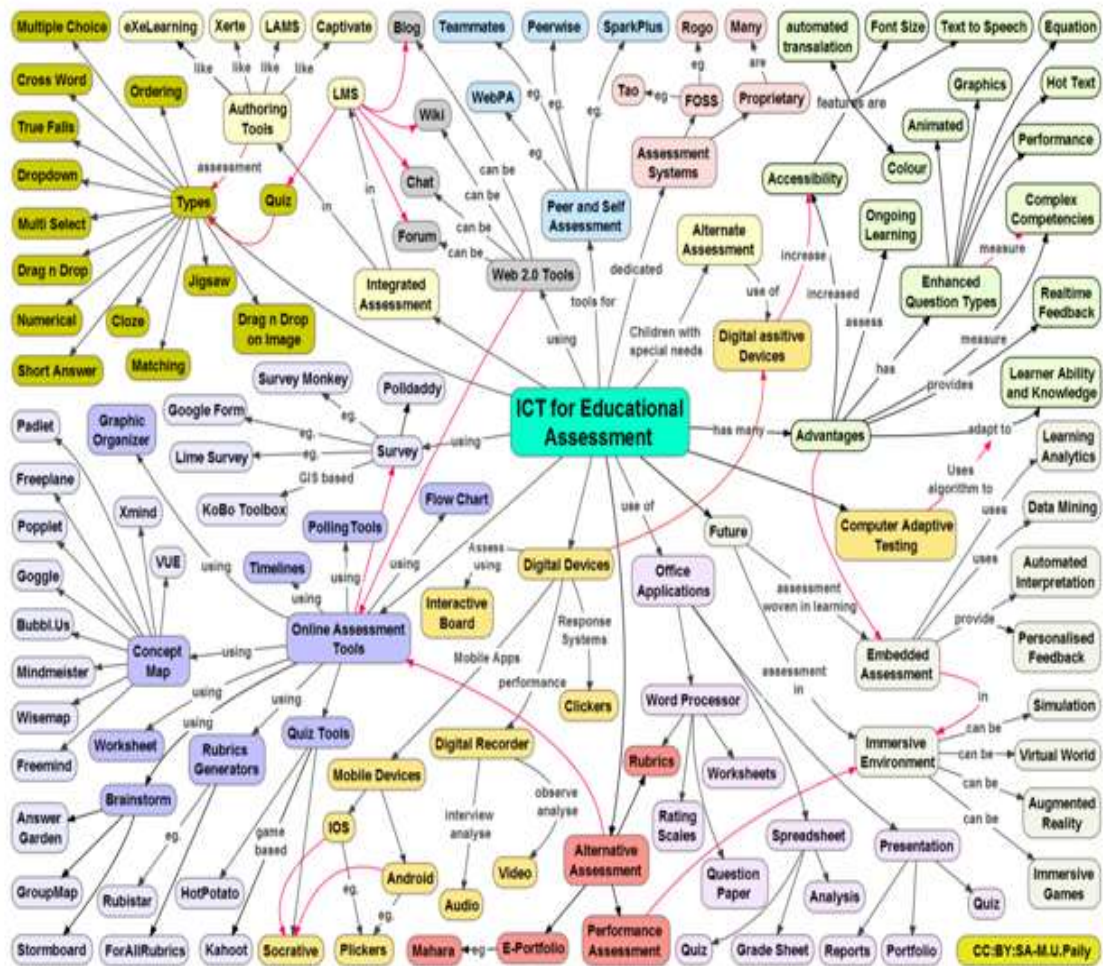 Multiple Choice
eXeLearning
Xerte
LAMS
Captivate
Blog
Teammates
Peerwise
SparkPlus
Rogo
Many
automated
transalation
Font Size
Text to Speech
Equation
like
like
like
like
eg
are
Cross Word
Ordering
Authoring
Tools
LMS
Wiki
WebPA
eg.
eg.
eg.
Tao
eg
FOSS
Proprietary
features are
Graphics
Hot Text
True Falls
Animated
Performance
assessment
can be
eg
Assessment
Systems
Dropdown
Chat
can be
Accessibility
Colour
Types
Quiz
in
in
Complex
Competencies
Multi Select
Forum
can be
can be
Peer and Self
Assessment
Alternate
Assessment
Ongoing
Learning
measure
Drag n Drop
Web 2.0 Tools
dedicated
increase
Jigsaw
Integrated
Assessment
tools for
use of
increased
Enhanced
Question Types
Realtime
Feedback
Numerical
Cloze
Drag n Drop
on Image
using
Children with
special needs
Digital assitive
Devices
assess
measure
Short Answer
Matching
has
provides
Survey Monkey
Polldaddy
ICT for Educational
Assessment
Learner Ability
and Knowledge
Graphic
Organizer
Google Form
eg.
Padlet
eg.
Survey
using
has many
Advantages
adapt to
Lime Survey
GIS based
Learning
Analytics
Freeplane
KoBo Toolbox
Flow Chart
use of
Uses
algorithm to
Xmind
Polling Tools
Future
Computer Adaptive
Testing
uses
Data Mining
Popplet
VUE
using
Timelines
using
using
Assess
using
Digital Devices
Office
Applications
uses
Goggle
using
Interactive
Board
assessment
woven in learning
Automated
Interpretation
Bubbl.Us
Concept
Map
using
Online Assessment
Tools
Response
Systems
provide
Mindmeister
Mobile Apps
Embedded
Assessment
Personalised
Feedback
using
using
performance
assessment
in
Wisemap
using
Clickers
Word Processor
in
Simulation
can be
Worksheet
Rubrics
Generators
Quiz Tools
Digital Recorder
Immersive
Environment
can be
Virtual World
Freemind
Mobile Devices
Rubrics
Worksheets
Brainstorm
can be
Answer
Garden
IOS
interview
analyse
observe
analyse
Rating
Scales
can be
Augmented
Reality
eg.
game
based
Spreadsheet
Presentation
Alternative
Assessment
GroupMap
Rubistar
HotPotato
eg.
Android
Video
Question
Paper
Analysis
Immersive
Games
Audio
Quiz
eg.
Stormboard
ForAllRubrics
Kahoot
Socrative
Plickers
Mahara
eg
E-Portfolio
Performance
Assessment
Quiz
Grade Sheet
Reports
Portfolio
CC:BY:SA-M.U.Paily